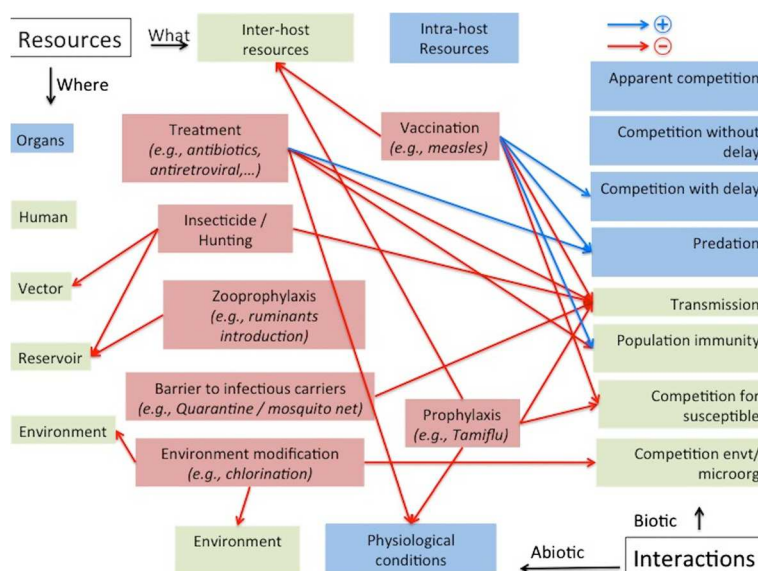 Resources
What
Where
Inter-host
resources
Intra-host
Resources
+
−
Organs
Human
Vector
Reservoir
Environment
Treatment
(e.g., antibiotics,
antiretroviral,...)
Vaccination
(e.g., measles)
Insecticide /
Hunting
Zooprophylaxis
(e.g., ruminants
introduction)
Barrier to infectious carriers
(e.g., Quarantine / mosquito net)
Prophylaxis
(e.g., Tamiflu)
Environment modification
(e.g., chlorination)
Apparent competition
Competition without
delay
Competition with delay
Predation
Transmission
Population immunity
Competition for
susceptible
Competition envt/
microorg
Environment
Physiological
conditions
Abiotic
Biotic
Interactions